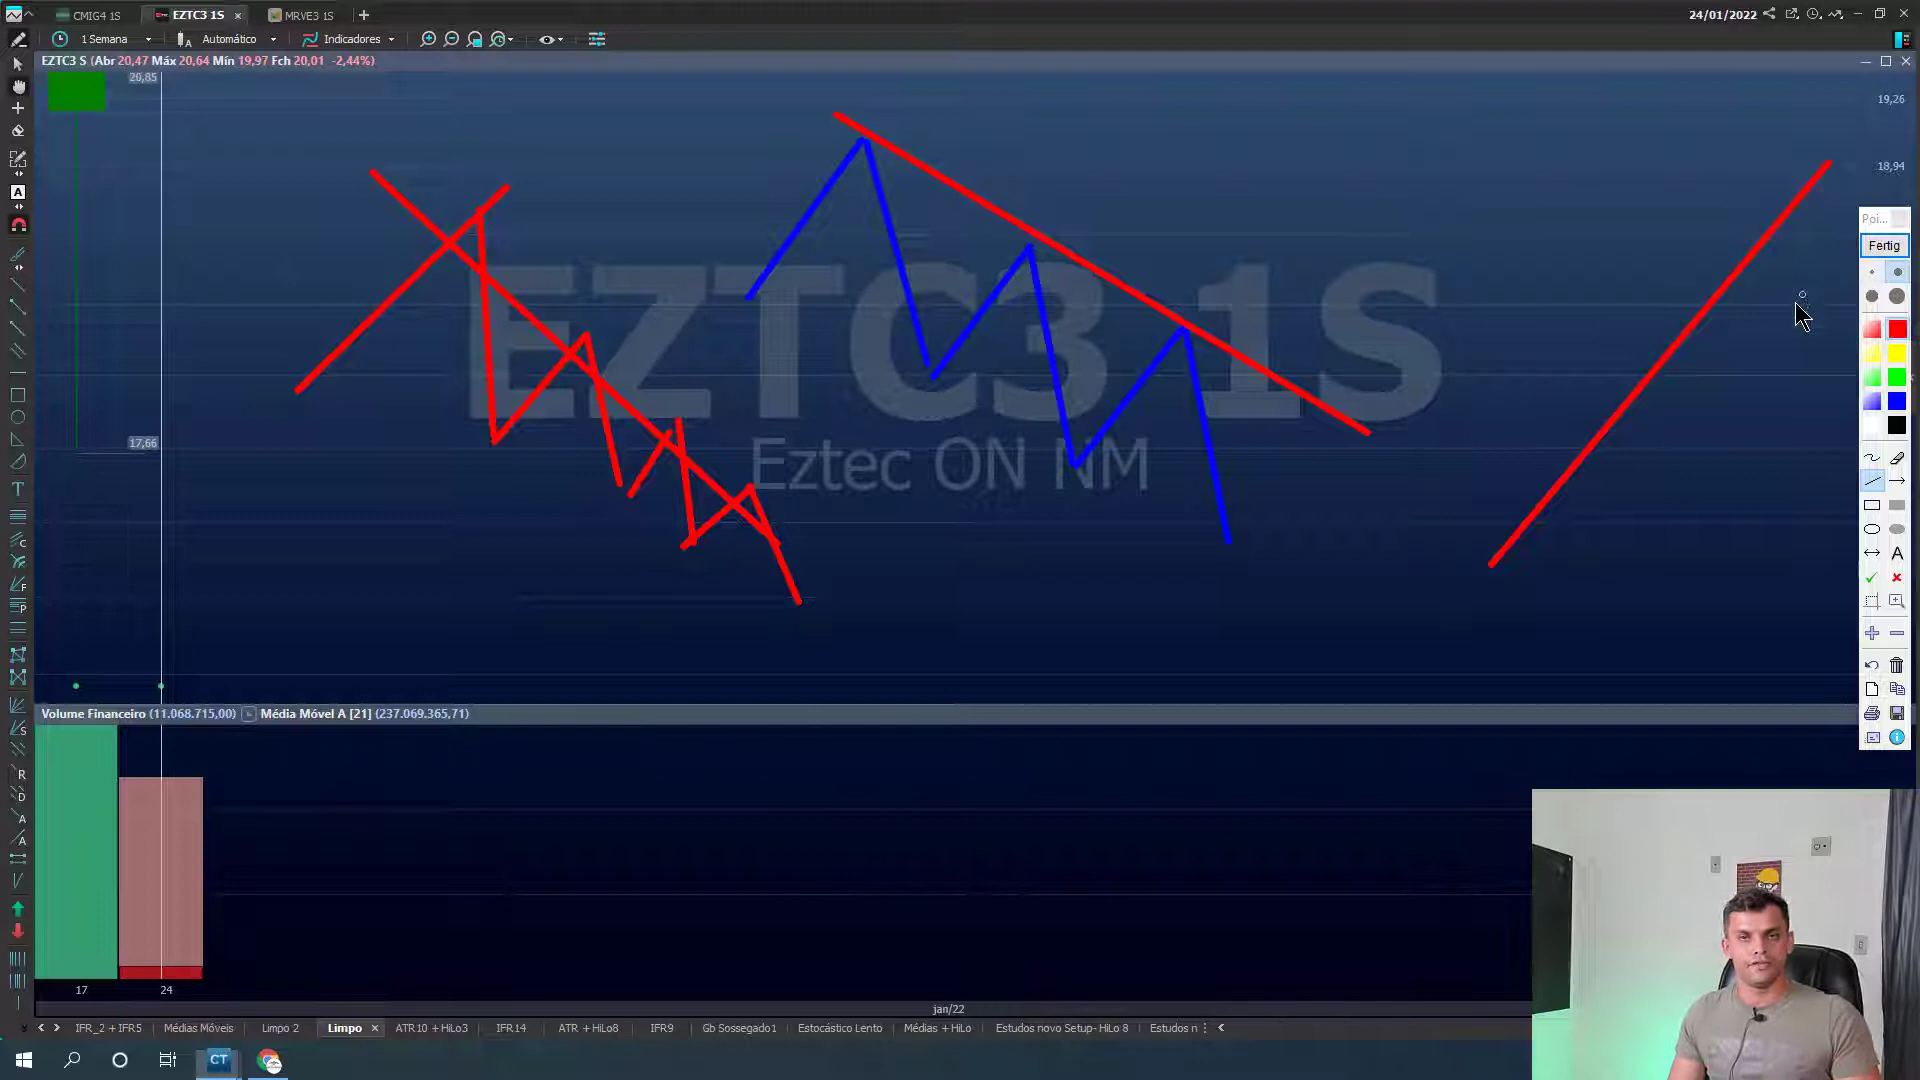 CMIG4 1S
EZTC3 1S
MRVE3 1S
24/01/2022
1 Semana
Automático
Indicadores
EZTC3 S (Abr 20,47 Máx 20,64 Mín 19,97 Fch 20,01 -2,44%)
20,85
19,26
18,94
Poi...
Fertig
EZTC3 1S
Eztec ON NM
17,66
Volume Financeiro (11.068.715,00)
Média Móvel A [21] (237.069.365,71)
17
24
jan/22
IFR_2 + IFR5
Médias Móveis
Limpo 2
Limpo
ATR10 + HiLo3
IFR14
ATR + HiLo8
IFR9
Gb Sossegado1
Estocástico Lento
Médias + HiLo
Estudos novo Setup- HiLo 8
Estudos n
CT